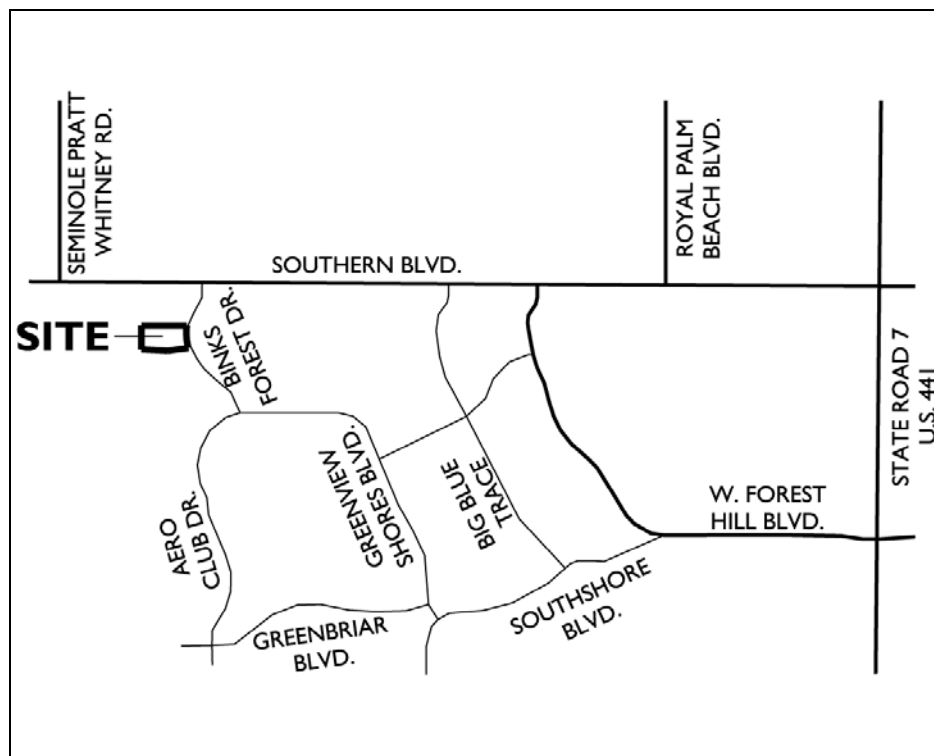 SEMINOLE PRATT
WHITNEY RD.
ROYAL PALM
BEACH BLVD.
SOUTHERN BLVD.
SITE
BINKS
FOREST DR.
STATE ROAD 7
U.S. 441
GREENVIEW
SHORES BLVD.
BIG BLUE
TRACE
W. FOREST
HILL BLVD.
AERO
CLUB DR.
SOUTHSHORE
BLVD.
GREENBRIAR
BLVD.